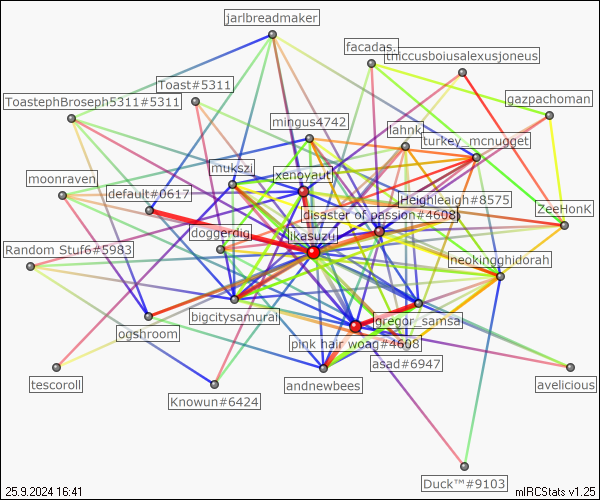 jarlbreadmaker
facadas.
tmccusboiusalexusjoneus
Toast#5311
ToastephBroseph5311#5311
gazpachoman
mingus4742
lahnk
turkey_mcnugget
mukszi
xenoyaut
moonraven
default#0617
Heighleaigh#8575
disaster of passion#4608
ZeeHonK
doggerdig
ikasuzu
Random Stuf6#5983
neokingghidorah
bigcitysamurai
gregor_samsa
ogshroom
pink hair woag#4608
asad#6947
tescoroll
andnewbees
avelicious
Knowun#6424
Duck™#9103
25.9.2024 16:41
mIRCStats v1.25